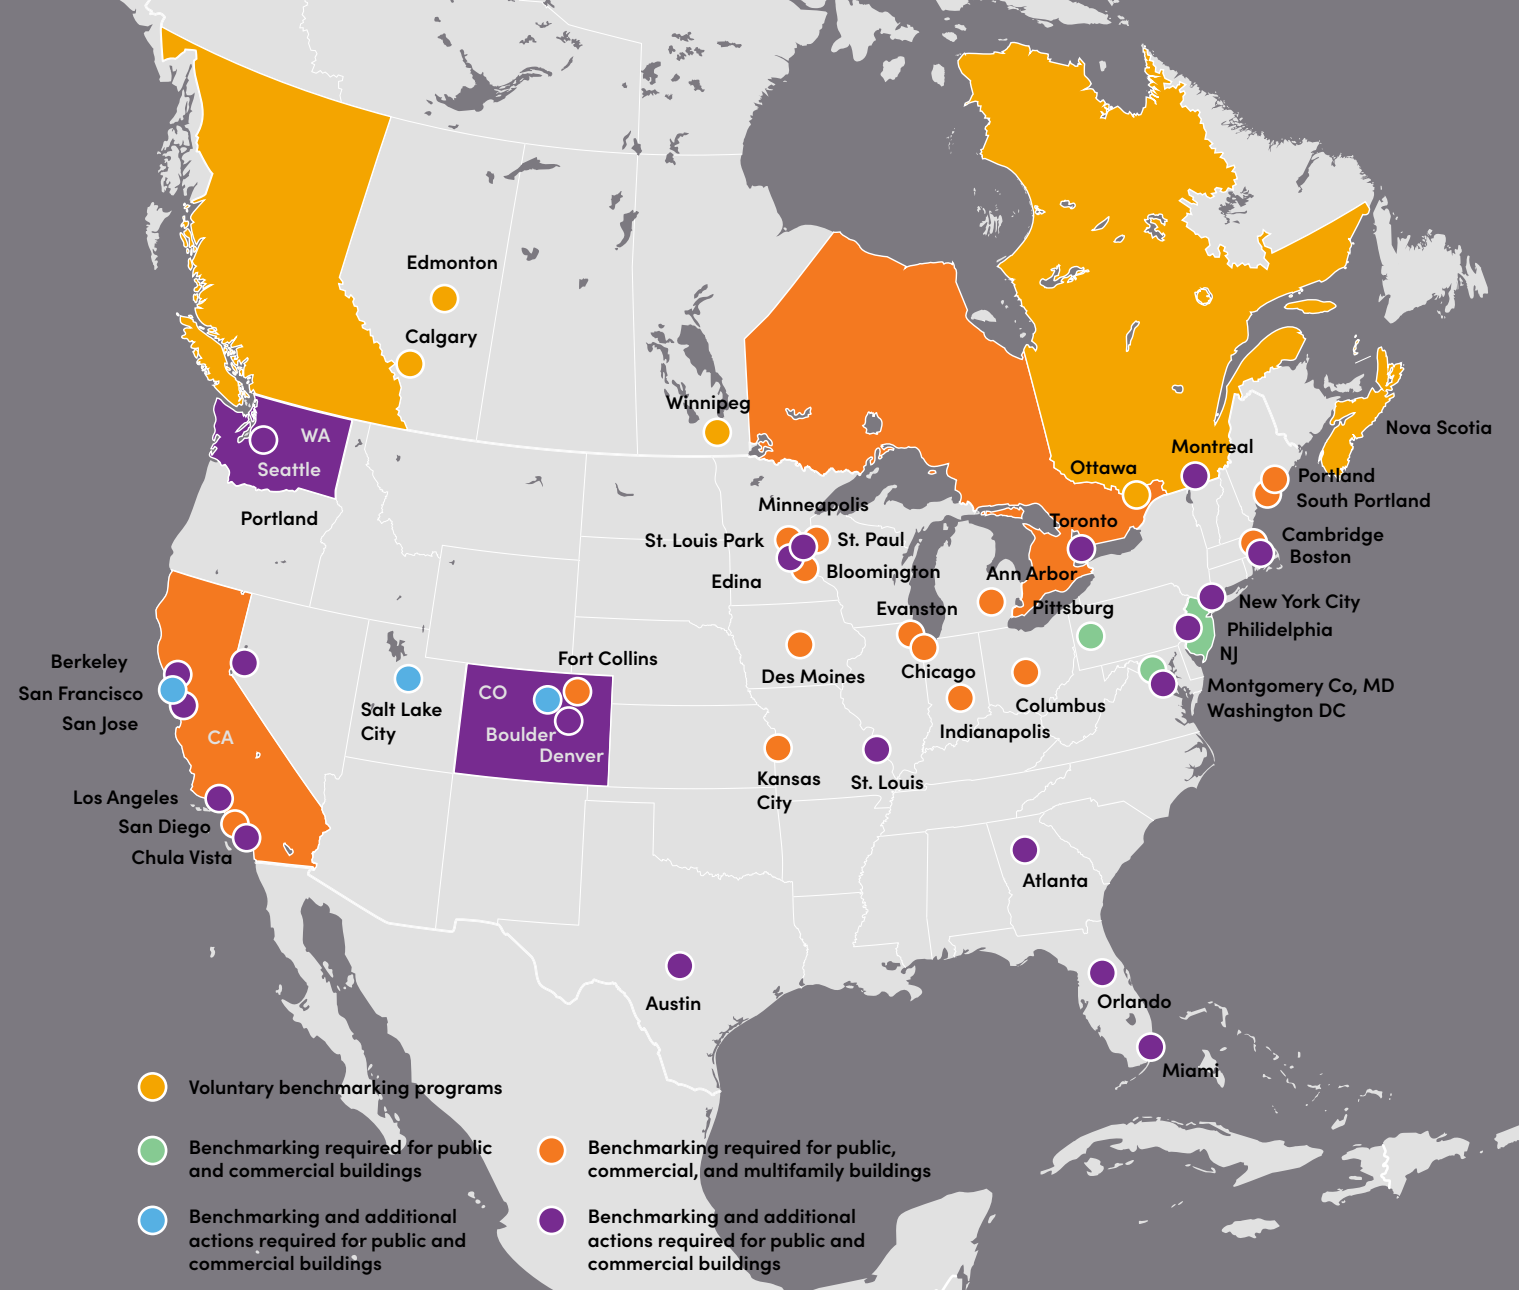 Edmonton
Calgary
Winnipeg
WA
Seattle
Portland
Nova Scotia
Montreal
Ottawa
Portland
South Portland
Minneapolis
Toronto
St. Louis Park
St. Paul
Cambridge
Boston
Edina
Bloomington
Ann Arbor
Evanston
Pittsburg
New York City
Philidelphia
NJ
Berkeley
San Francisco
San Jose
Fort Collins
CO
Boulder
Denver
Salt Lake
City
Des Moines
Chicago
Columbus
Indianapolis
Montgomery Co, MD
Washington DC
CA
Kansas
City
St. Louis
Los Angeles
San Diego
Chula Vista
Atlanta
Austin
Orlando
Miami
Voluntary benchmarking programs
Benchmarking required for public
and commercial buildings
Benchmarking and additional
actions required for public and
commercial buildings
Benchmarking required for public,
commercial, and multifamily buildings
Benchmarking and additional
actions required for public and
commercial buildings